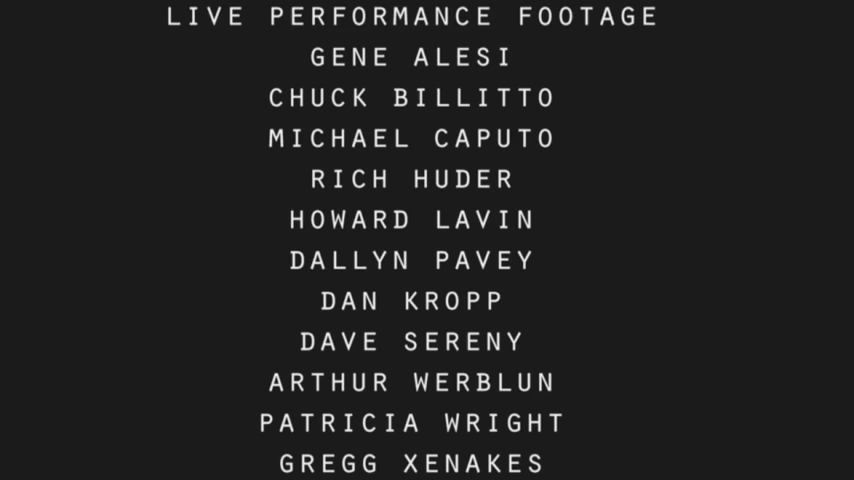 LIVE PERFORMANCE FOOTAGE
GENE ALESI
CHUCK BILLITTO
MICHAEL CAPUTO
RICH HUDER
HOWARD LAVIN
DALLYN PAVEY
DAN KROPP
DAVE SERENY
ARTHUR WERBLUN
PATRICIA WRIGHT
GREGG XENAKES